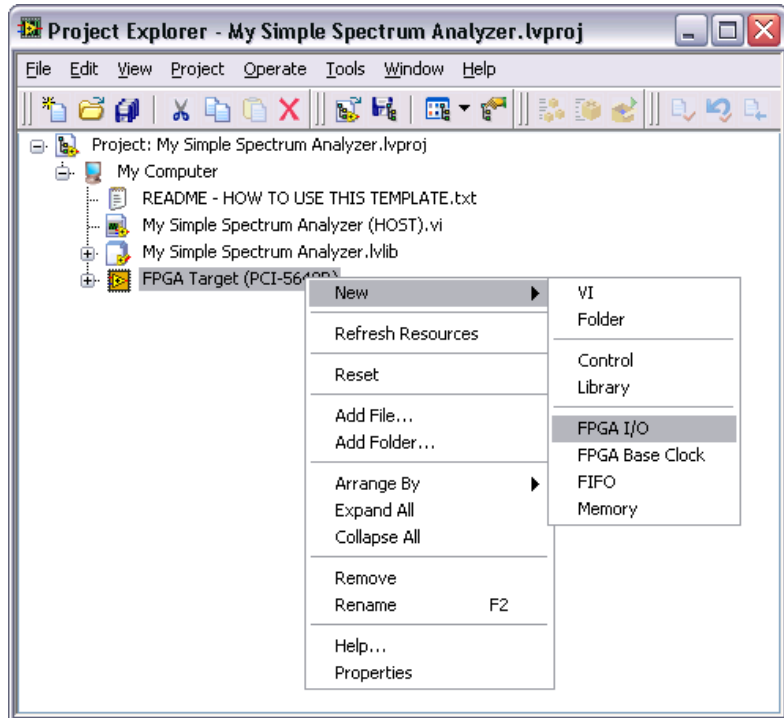 Project Explorer - My Simple Spectrum Analyzer.lvproj
File Edit View Project Operate Tools Window Help
Project: My Simple Spectrum Analyzer.lvproj
My Computer
README - HOW TO USE THIS TEMPLATE.txt
My Simple Spectrum Analyzer (HOST).vi
My Simple Spectrum Analyzer.lvlib
FPGA Target
New
Refresh Resources
Reset
Add File...
Add Folder...
Arrange By
Expand All
Collapse All
Remove
Rename F2
Help...
Properties
VI
Folder
Control
Library
FPGA I/O
FPGA Base Clock
FIFO
Memory